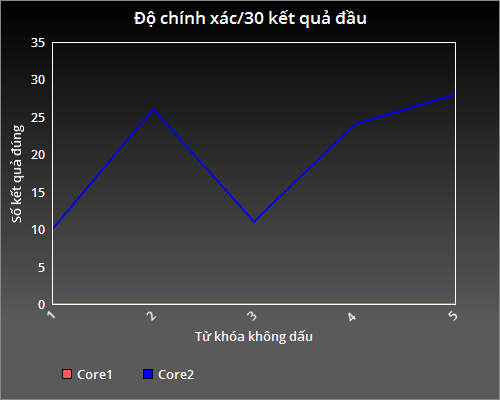 Độ chính xác/30 kết quả đầu
35
30
25
20
15
10
5
0
Số kết quả đúng
1 2 3 4 5
Từ khóa không dấu
Core1 Core2